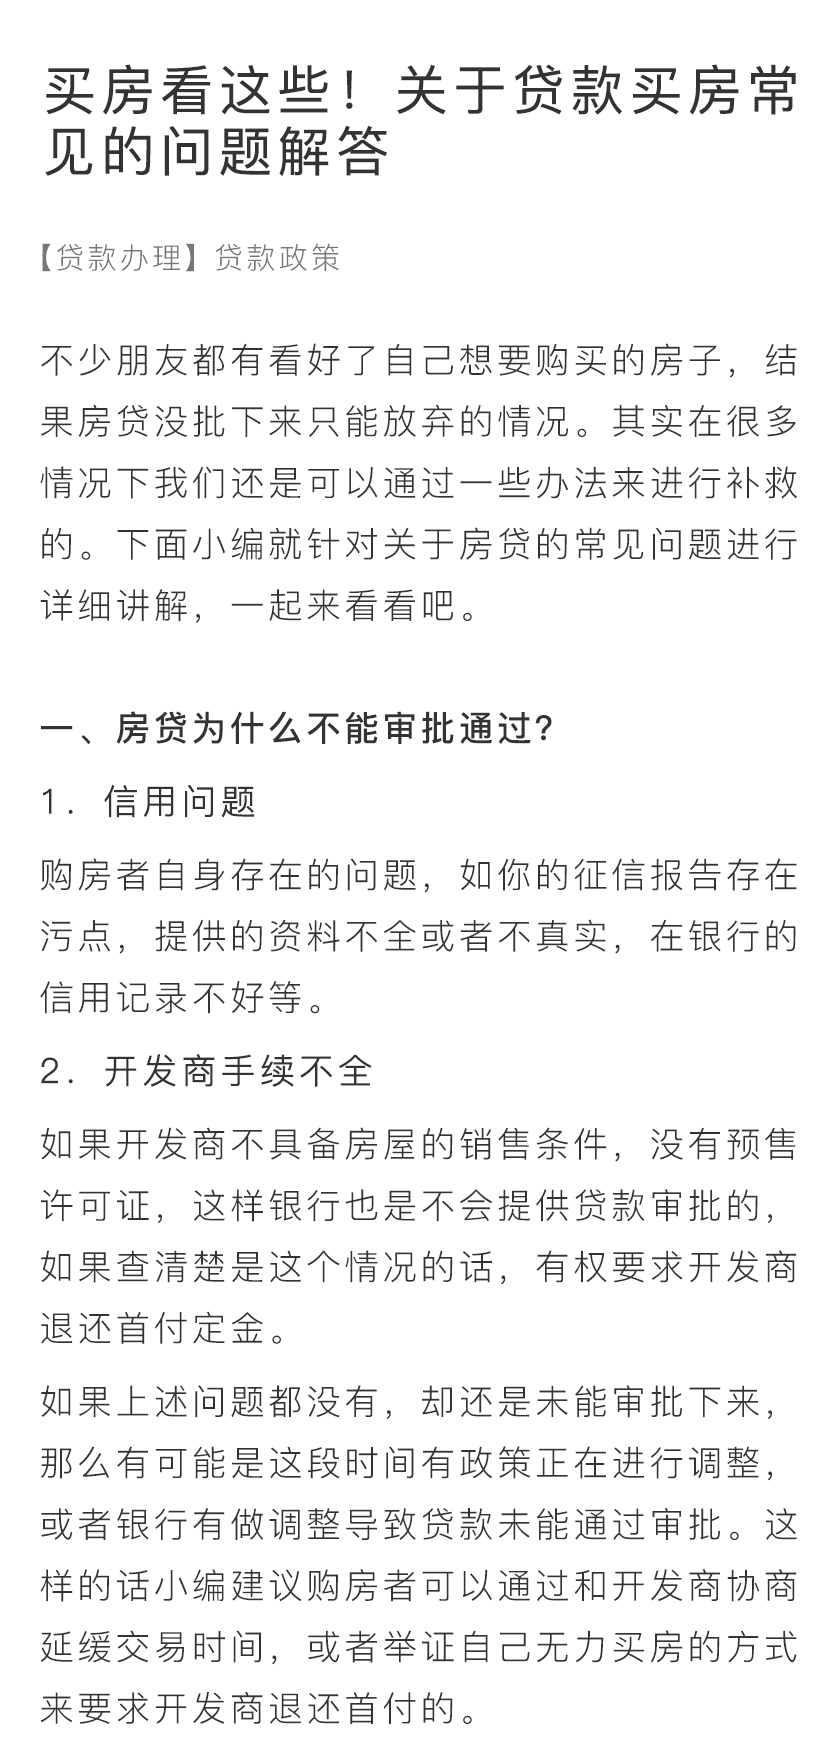 买房看这些！关于贷款买房常
见的问题解答
【贷款办理】贷款政策
不少朋友都有看好了自己想要购买的房子，结
果房贷没批下来只能放弃的情况。其实在很多
情况下我们还是可以通过一些办法来进行补救
的。下面小编就针对关于房贷的常见问题进行
详细讲解，一起来看看吧。
一、房贷为什么不能审批通过?
1．信用问题
购房者自身存在的问题，如你的征信报告存在
污点，提供的资料不全或者不真实，在银行的
信用记录不好等。
2．开发商手续不全
如果开发商不具备房屋的销售条件，没有预售
许可证，这样银行也是不会提供贷款审批的，
如果查清楚是这个情况的话，有权要求开发商
退还首付定金。
如果上述问题都没有，却还是未能审批下来，
那么有可能是这段时间有政策正在进行调整，
或者银行有做调整导致贷款未能通过审批。这
样的话小编建议购房者可以通过和开发商协商
延缓交易时间，或者举证自己无力买房的方式
来要求开发商退还首付的。